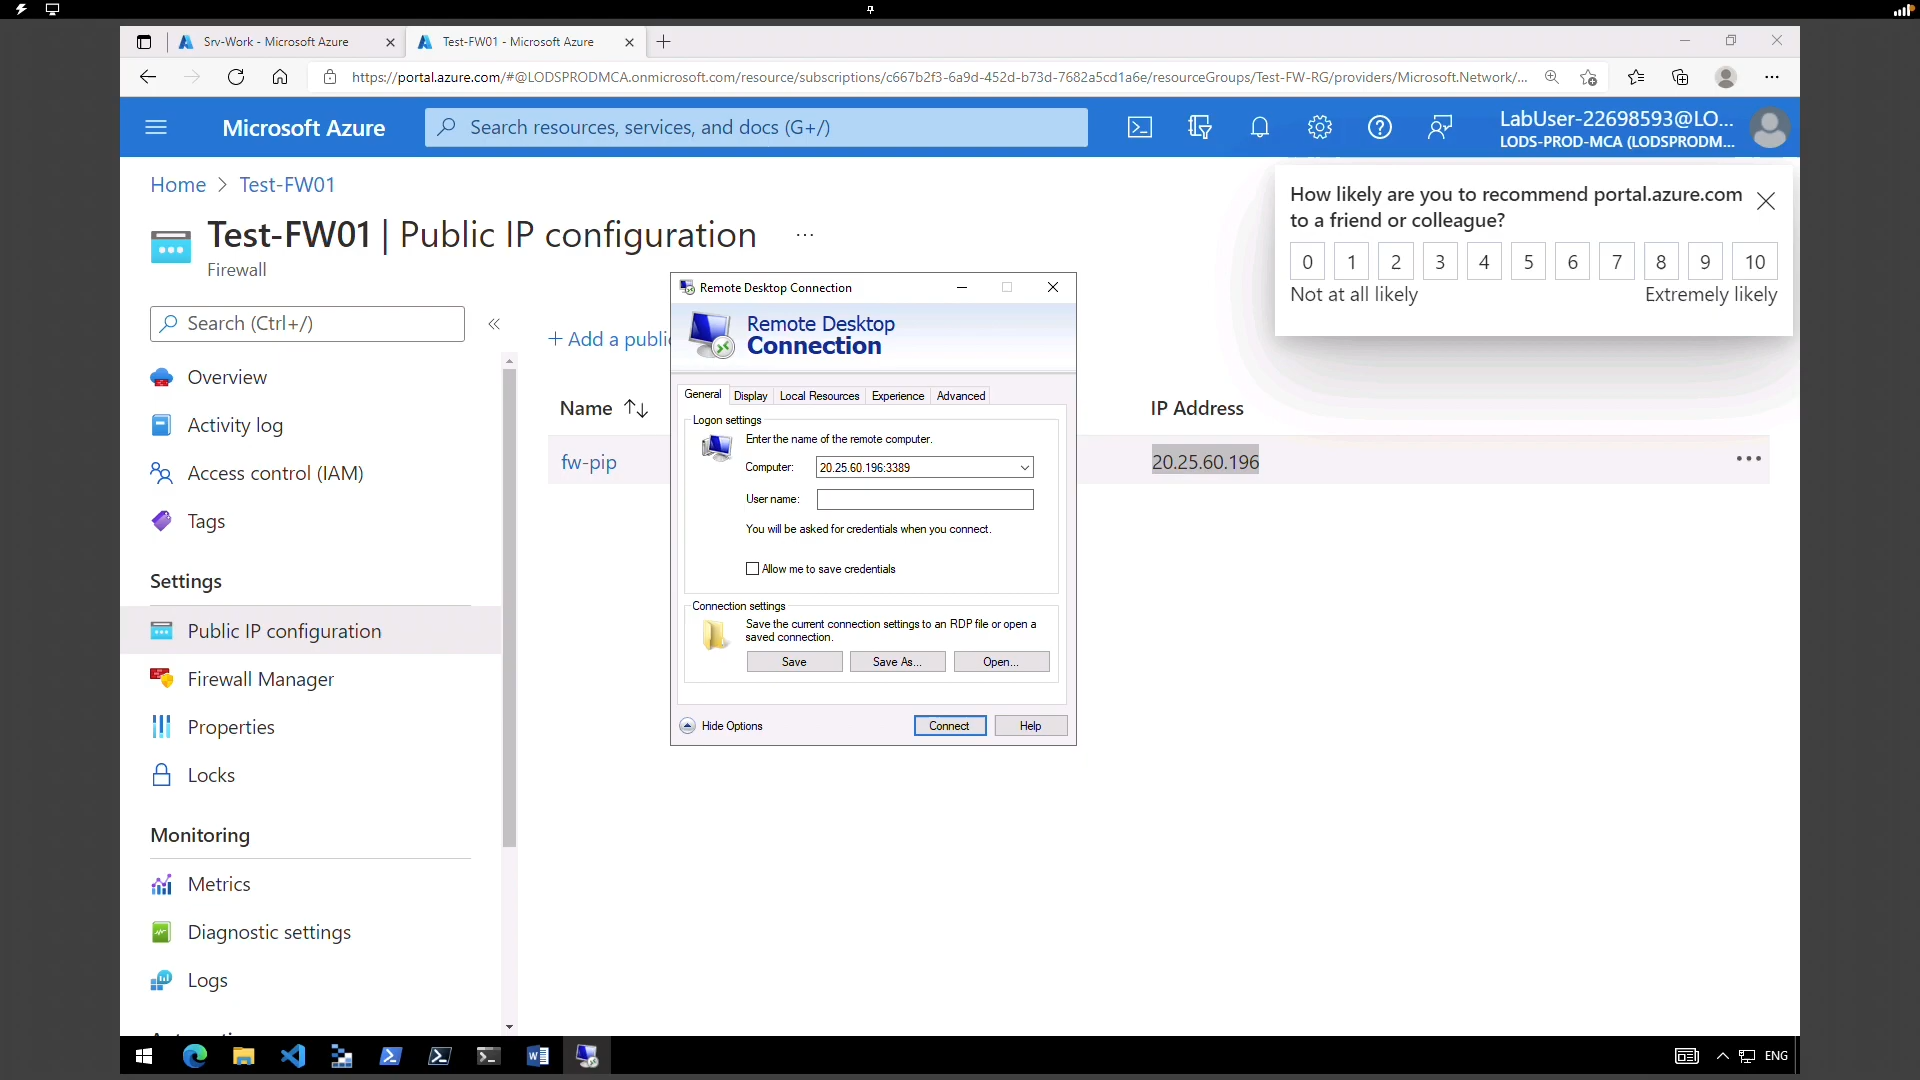 Srv-Work - Microsoft Azure
Test-FW01 - Microsoft Azure
https://portal.azure.com/#@LODSPRODMCA.onmicrosoft.com/resource/subscriptions/c667b2f3-6a9d-452d-b73d-7682a5cd1a6e/resourceGroups/Test-FW-RG/providers/Microsoft.Network/...
Microsoft Azure
Search resources, services, and docs (G+/)
LabUser-22698593@LO...
LODS-PROD-MCA (LODSPRODM...
Home > Test-FW01
Test-FW01 | Public IP configuration ...
Firewall
How likely are you to recommend portal.azure.com
to a friend or colleague?
0 1 2 3 4 5 6 7 8 9 10
Not at all likely Extremely likely
Search (Ctrl+/)
Overview
Activity log
Access control (IAM)
Tags
Settings
Public IP configuration
Firewall Manager
Properties
Locks
Monitoring
Metrics
Diagnostic settings
Logs
+ Add a public
Name
IP Address
fw-pip
20.25.60.196
Remote Desktop Connection
Remote Desktop
Connection
General Display Local Resources Experience Advanced
Logon settings
Enter the name of the remote computer.
Computer: 20.25.60.196:3389
User name:
You will be asked for credentials when you connect.
Allow me to save credentials
Connection settings
Save the current connection settings to an RDP file or open a
saved connection.
Save Save As... Open...
Hide Options Connect Help
ENG